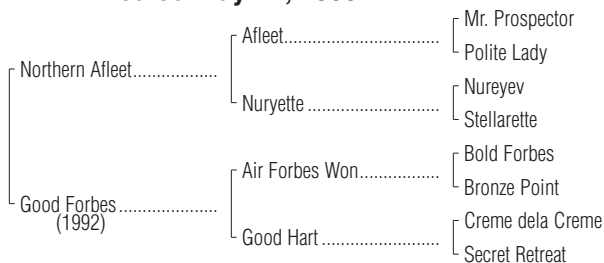 Afleet.......................................... Mr. Prospector
Polite Lady
Northern Afleet.......................
Nuryette .................................... Nureyev
Stellarette
Air Forbes Won...................... Bold Forbes
Bronze Point
Good Forbes...........................
(1992)
Good Hart ................................ Creme dela Creme
Secret Retreat